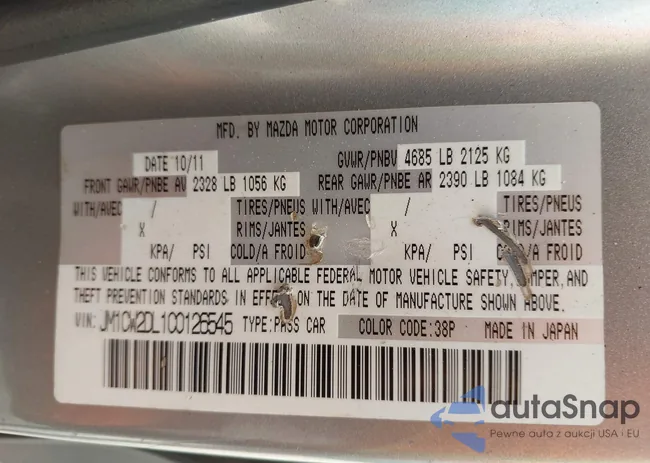 MFD. BY MAZDA MOTOR CORPORATION
DATE 10/11 GVWR/PNBV 4685 LB 2125 KG
FRONT GAWR/PNBE AV 2328 LB 1056 KG REAR GAWR/PNBE AR 2390 LB 1084 KG
WITH/AVEC / TIRES/PNEUS WITH/AVEC / TIRES/PNEUS
X RIMS/JANTES X RIMS/JANTES
KPA/ PSI COLD/A FROID KPA/ PSI COLD/A FROID
THIS VEHICLE CONFORMS TO ALL APPLICABLE FEDERAL MOTOR VEHICLE SAFETY, AND
THEFT PREVENTION STANDARDS IN ON THE DATE OF MANUFACTURE SHOWN ABOVE.
VIN: JM1CW2DL1C0126545 TYPE: PASS CAR COLOR CODE: 38P MADE IN JAPAN
autaSnap
Pewne auta z aukcji USA i EU